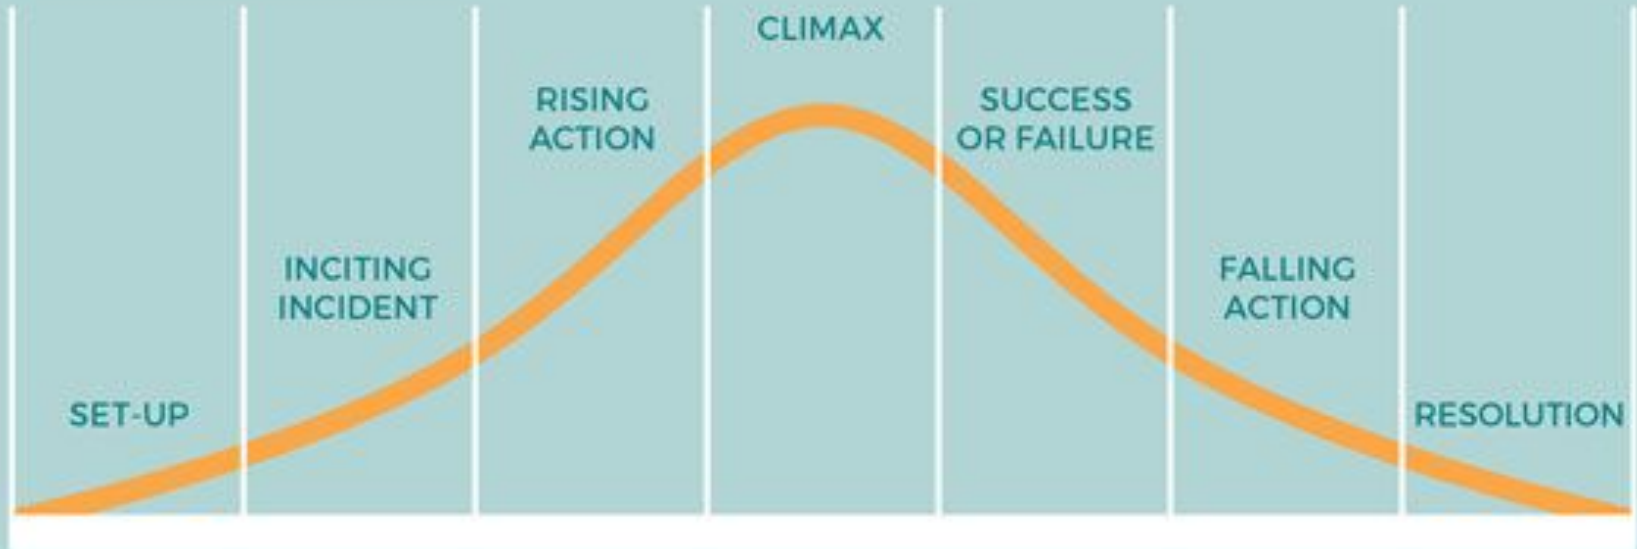 SET-UP
INCITING
INCIDENT
RISING
ACTION
CLIMAX
SUCCESS
OR FAILURE
FALLING
ACTION
RESOLUTION